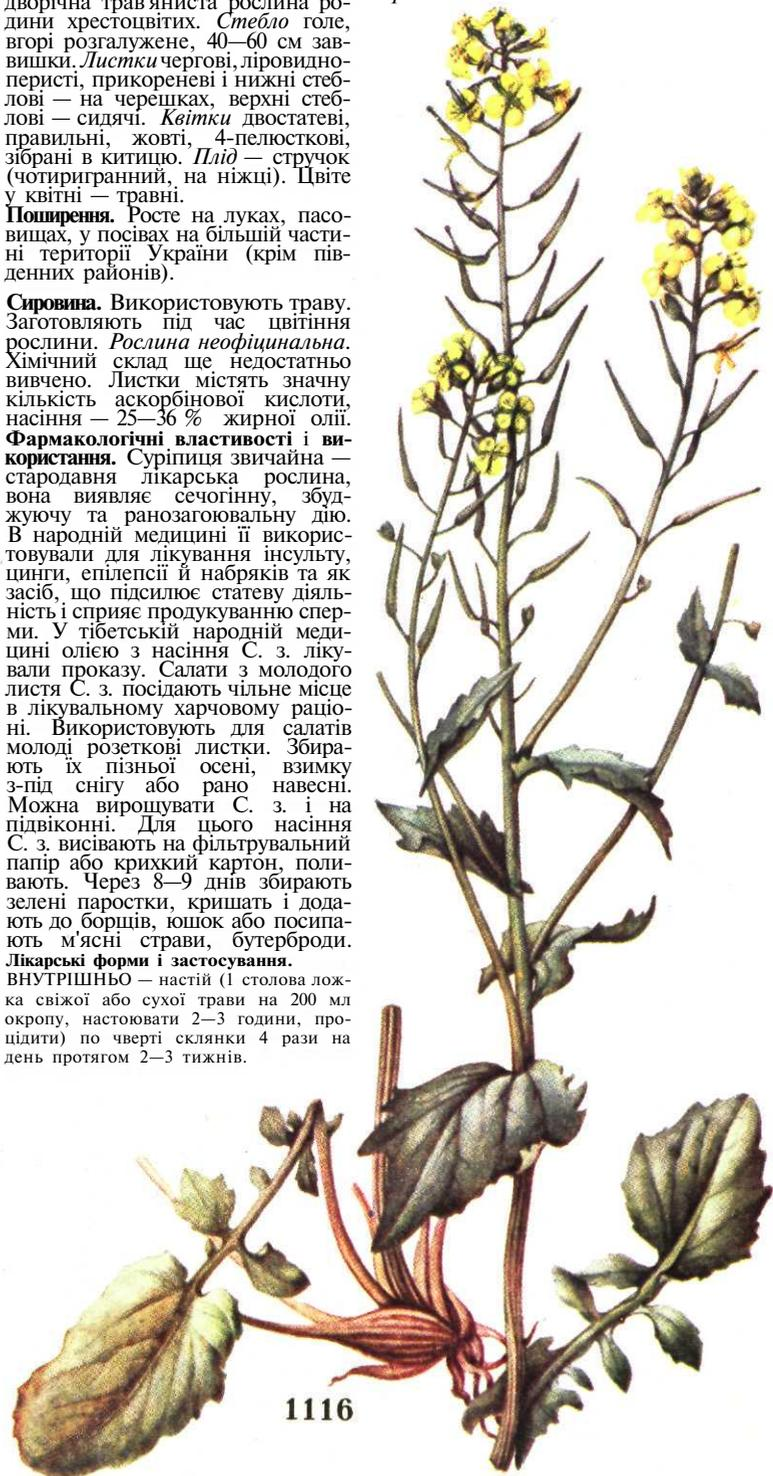 дворічна трав'яниста рослина ро-
дини хрестоцвітих. Стебло голе,
вгорі розгалужене, 40—60 см зав-
вишки. Листки чергові, ліровидно-
перисті, прикореневі і нижні стеб-
лові — на черешках, верхні стеб-
лові — сидячі. Квітки двостатеві,
правильні, жовті, 4-пелюсткові,
зібрані в китицю. Плід — стручок
(чотиригранний, на ніжці). Цвіте
у квітні — травні.
Поширення. Росте на луках, пасо-
вищах, у посівах на більшій части-
ні території України (крім пів-
денних районів).
Сировина. Використовують траву.
Заготовляють під час цвітіння
рослини. Рослина неофіцинальна.
Хімічний склад ще недостатньо
вивчено. Листки містять значну
кількість аскорбінової кислоти,
насіння — 25—36 % жирної олії.
Фармакологічні властивості і ви-
користання. Суріпиця звичайна —
стародавня лікарська рослина,
вона виявляє сечогінну, збуд-
жуючу та ранозагоювальну дію.
В народній медицині її викорис-
товували для лікування інсульту,
цинги, епілепсії й набряків та як
засіб, що підсилює статеву діяль-
ність і сприяє продукуванню спер-
ми. У тібетській народній меди-
цині олією з насіння С. з. ліку-
вали проказу. Салати з молодого
листя С. з. посідають чільне місце
в лікувальному харчовому раціо-
ні. Використовують для салатів
молоді розеткові листки. Збира-
ють їх пізньої осені, взимку
з-під снігу або рано навесні.
Можна вирощувати С. з. і на
підвіконні. Для цього насіння
С. з. висівають на фільтрувальний
папір або крихкий картон, поли-
вають. Через 8—9 днів збирають
зелені паростки, кришать і дода-
ють до борщів, юшок або посипа-
ють м'ясні страви, бутерброди.
Лікарські форми і застосування.
ВНУТРІШНЬО — настій (1 столова лож-
ка свіжої або сухої трави на 200 мл
окропу, настоювати 2—3 години, про-
цідити) по чверті склянки 4 рази на
день протягом 2—3 тижнів.
1116